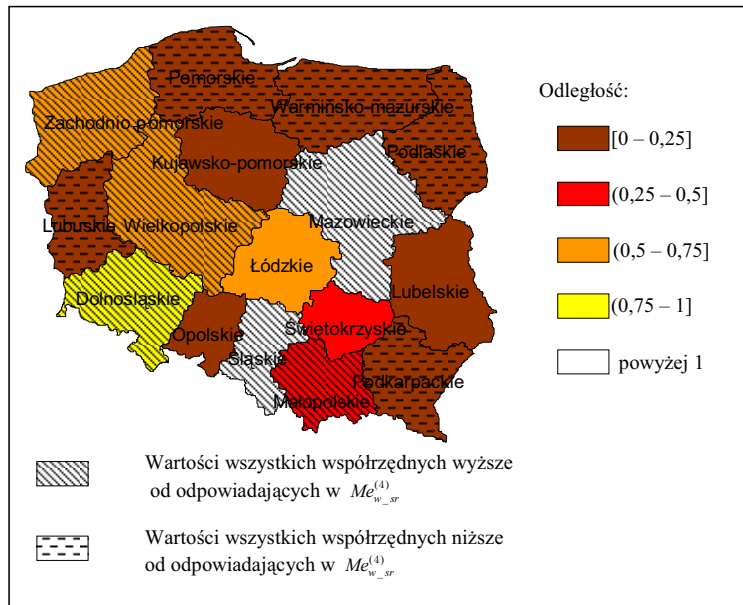 Pomorskie
Warmińsko-mazurskie
Zachodnio-pomorskie
Podlaskie
Kujawsko-pomorskie
Mazowieckie
Lubuskie
Wielkopolskie
Łódzkie
Lubelskie
Dolnośląskie
Opolskie
Świętokrzyskie
Śląskie
Podkarpackie
Małopolskie
Odległość:
[0 – 0,25]
(0,25 – 0,5]
(0,5 – 0,75]
(0,75 – 1]
powyżej 1
Wartości wszystkich współrzędnych wyższe
od odpowiadających w Me_{w_sr}^{(4)}
Wartości wszystkich współrzędnych niższe
od odpowiadających w Me_{w_sr}^{(4)}